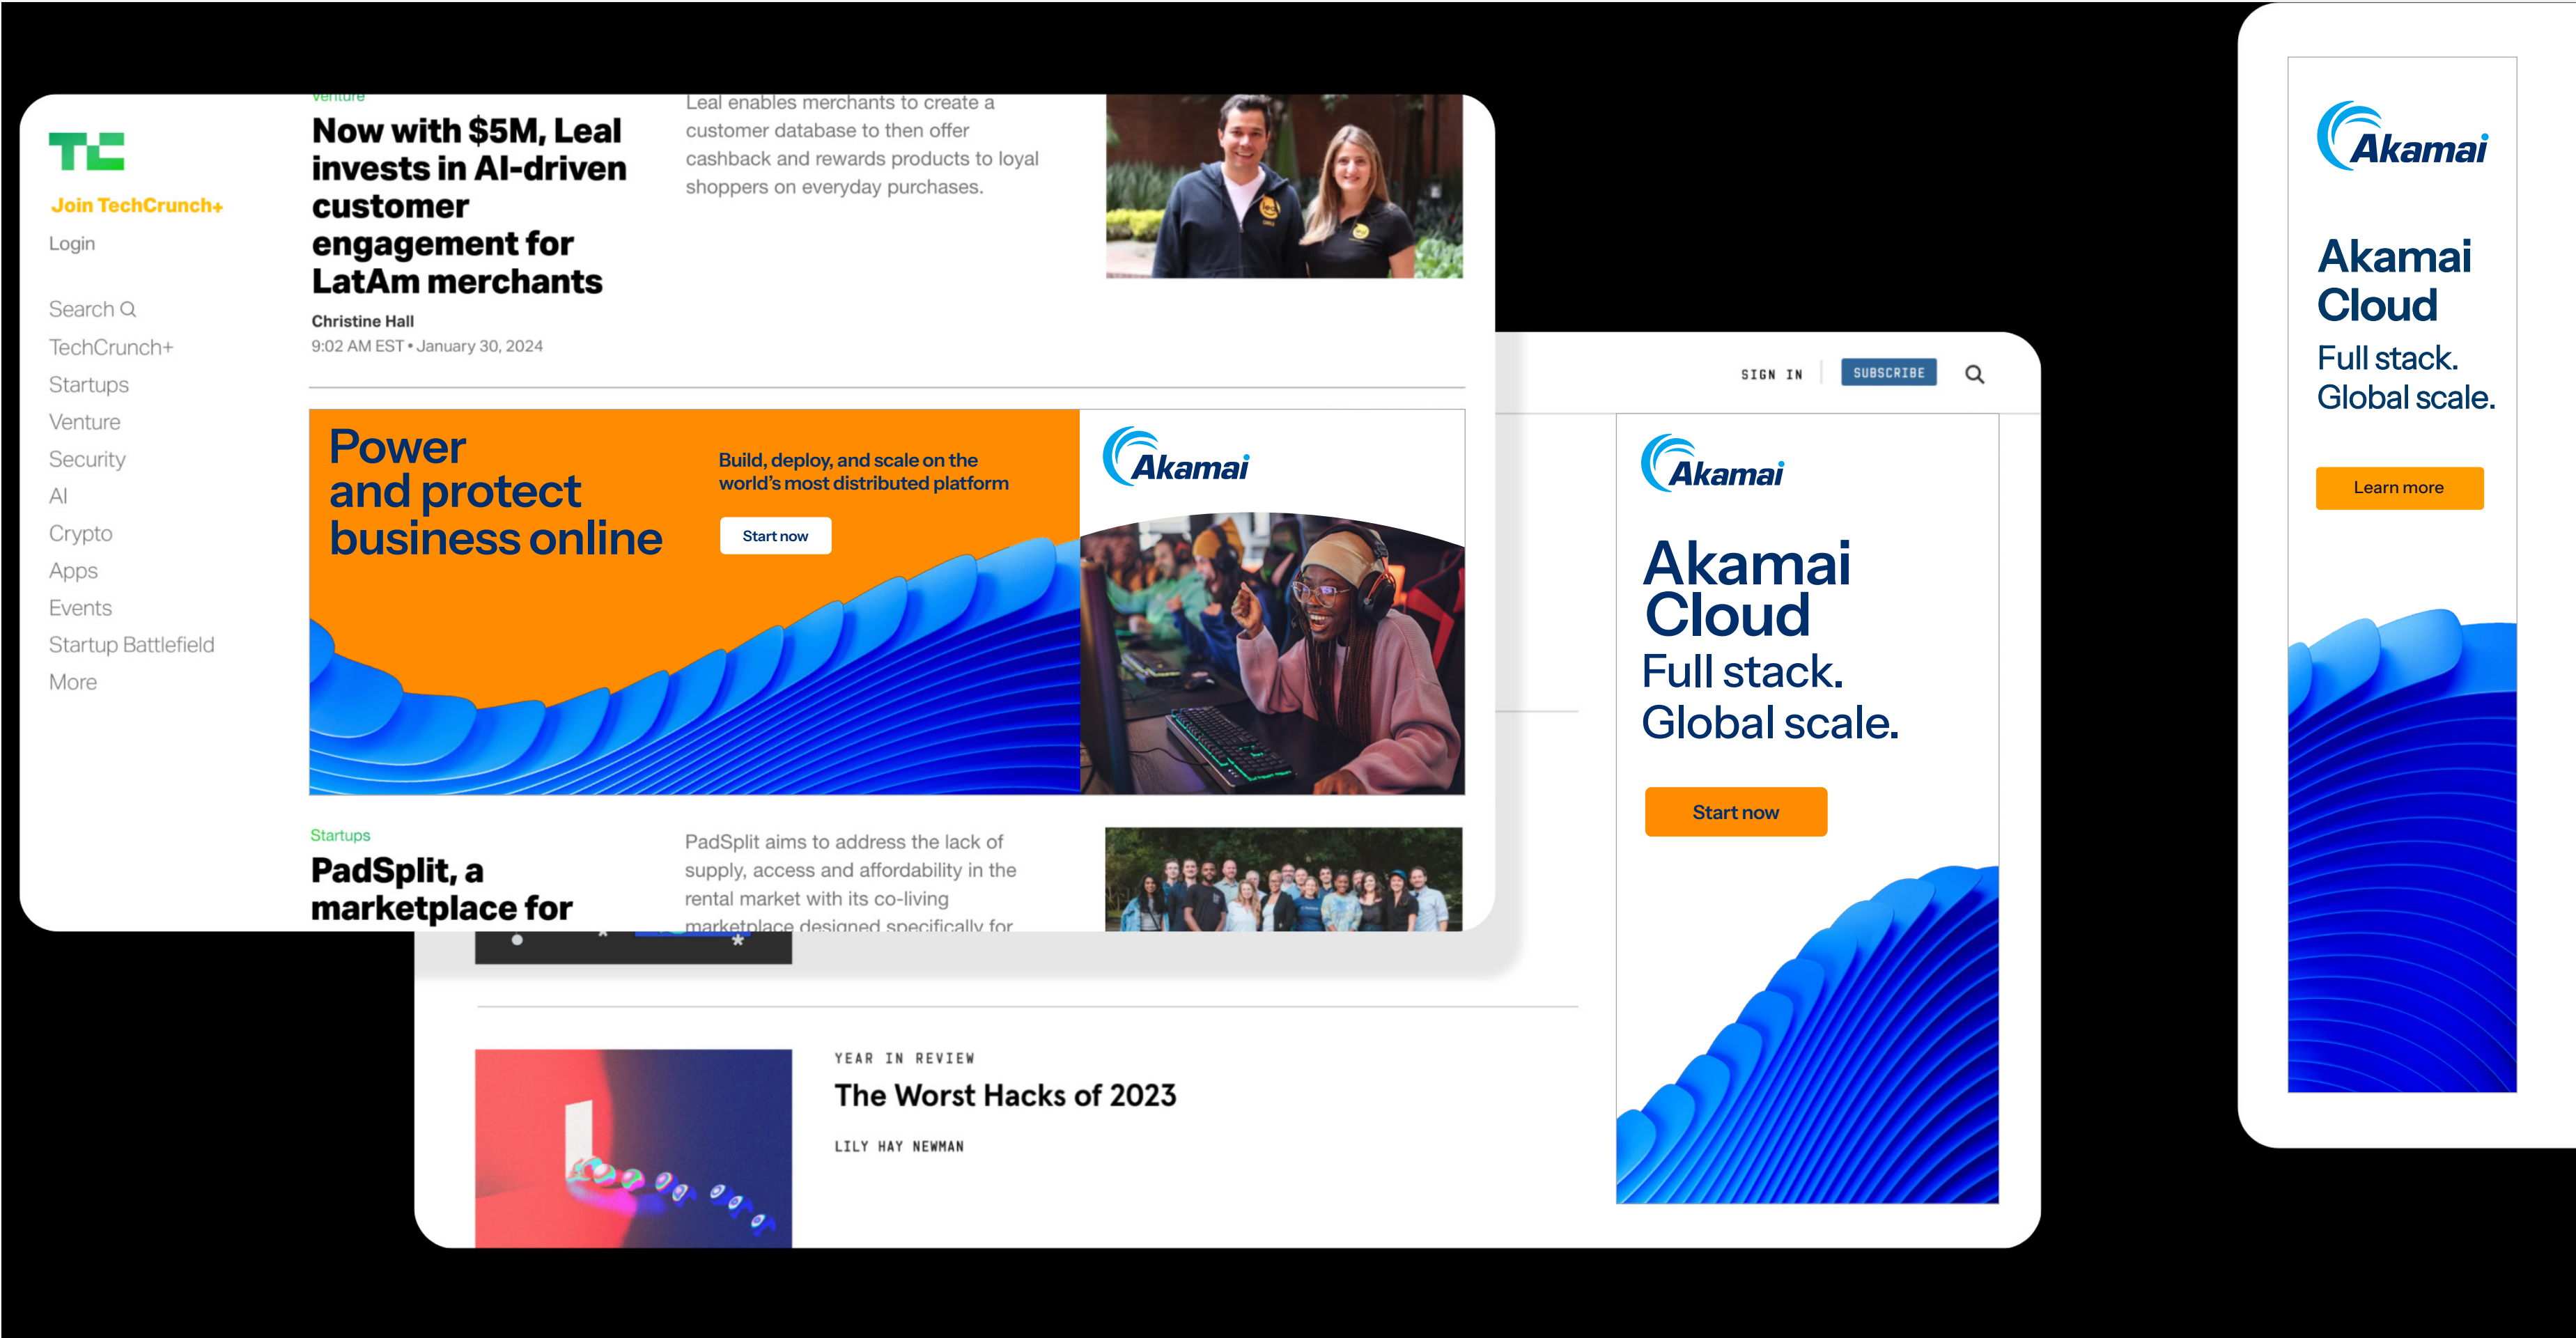 TC
Join TechCrunch+
Login
Search
TechCrunch+
Startups
Venture
Security
AI
Crypto
Apps
Events
Startup Battlefield
More
Venture
Now with $5M, Leal
invests in AI-driven
customer
engagement for
LatAm merchants
Christine Hall
9:02 AM EST • January 30, 2024
Leal enables merchants to create a
customer database to then offer
cashback and rewards products to loyal
shoppers on everyday purchases.
Power
and protect
business online
Build, deploy, and scale on the
world's most distributed platform
Start now
Akamai
Startups
PadSplit, a
marketplace for
PadSplit aims to address the lack of
supply, access and affordability in the
rental market with its co-living
marketplace designed specifically for
SIGN IN
SUBSCRIBE
Akamai
Akamai
Cloud
Full stack.
Global scale.
Start now
YEAR IN REVIEW
The Worst Hacks of 2023
LILY HAY NEWMAN
Akamai
Akamai
Cloud
Full stack.
Global scale.
Learn more